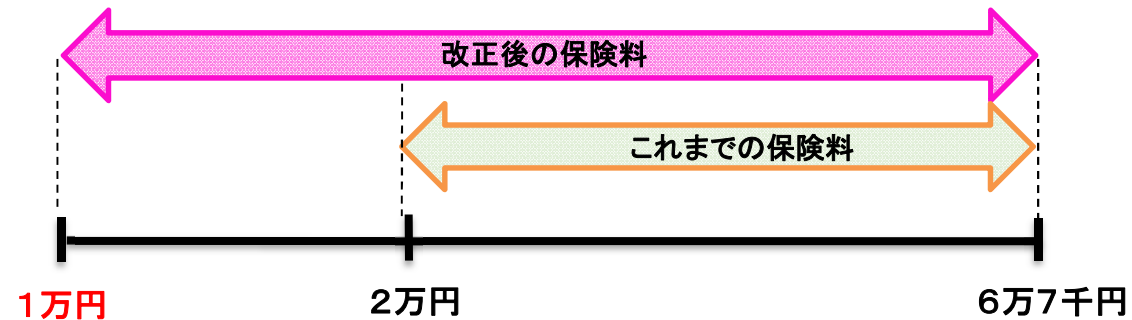 改正後の保険料
これまでの保険料
１万円
２万円
６万７千円